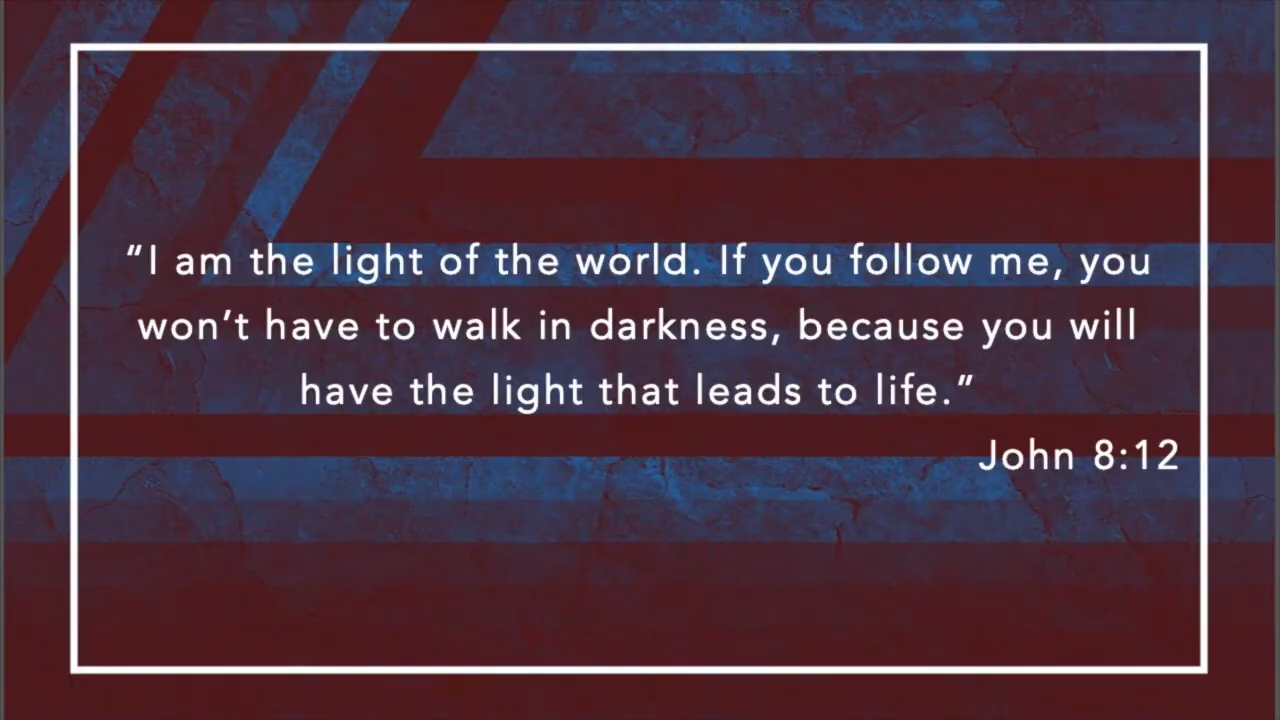 “I am the light of the world. If you follow me, you
won’t have to walk in darkness, because you will
have the light that leads to life.”
John 8:12